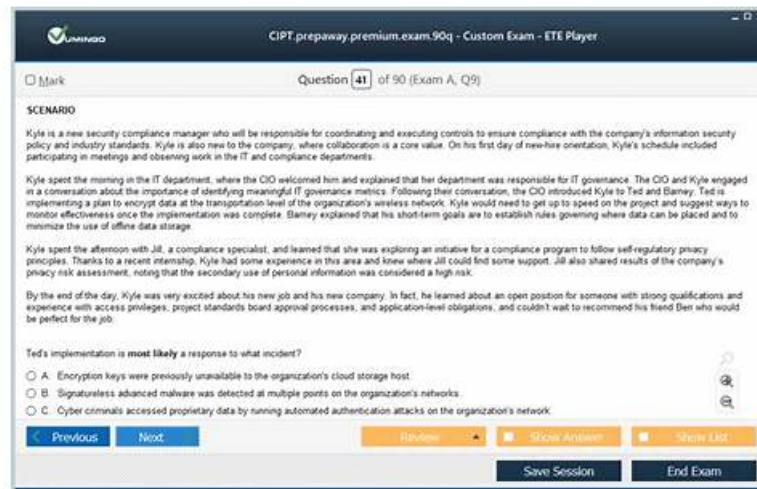 VUMINGO
CIPT.prepaway.premium.exam.90q - Custom Exam - ETE Player
Mark
Question 41 of 90 (Exam A, Q9)
SCENARIO
Kyle is a new security compliance manager who will be responsible for coordinating and executing controls to ensure compliance with the company's information security
policy and industry standards. Kyle is also new to the company, where collaboration is a core value. On his first day of new-hire orientation, Kyle's schedule included
participating in meetings and observing work in the IT and compliance departments.
Kyle spent the morning in the IT department, where the CIO welcomed him and explained that her department was responsible for IT governance. The CIO and Kyle engaged
in a conversation about the importance of identifying meaningful IT governance metrics. Following their conversation, the CIO introduced Kyle to Ted and Barney. Ted is
implementing a plan to encrypt data at the transportation level of the organization's wireless network. Kyle would need to get up to speed on the project and suggest ways to
monitor effectiveness once the implementation was complete. Barney explained that his short-term goals are to establish rules governing where data can be placed and to
minimize the use of offline data storage.
Kyle spent the afternoon with Jill, a compliance specialist, and learned that she was exploring an initiative for a compliance program to follow self-regulatory privacy
principles. Thanks to a recent internship, Kyle had some experience in this area and knew where Jill could find some support. Jill also shared results of the company's
privacy risk assessment, noting that the secondary use of personal information was considered a high risk.
By the end of the day, Kyle was very excited about his new job and his new company. In fact, he learned about an open position for someone with strong qualifications and
experience with access privileges, project standards board approval processes, and application-level obligations, and couldn't wait to recommend his friend Ben who would
be perfect for the job.
Ted's implementation is most likely a response to what incident?
A. Encryption keys were previously unavailable to the organization's cloud storage host.
B. Signatureless advanced malware was detected at multiple points on the organization's networks.
C. Cyber criminals accessed proprietary data by running automated authentication attacks on the organization's network.
Previous Next Review Show Answer Show List
Save Session End Exam